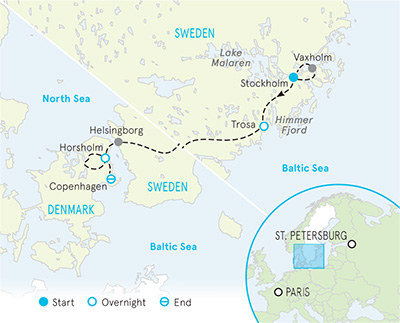 SWEDEN
Lake
Malaren
Vaxholm
Stockholm
North Sea
Himmer
Fjord
Trosa
Helsingborg
Horsholm
Baltic Sea
Copenhagen
SWEDEN
DENMARK
Baltic Sea
ST. PETERSBURG
PARIS
Start
Overnight
End